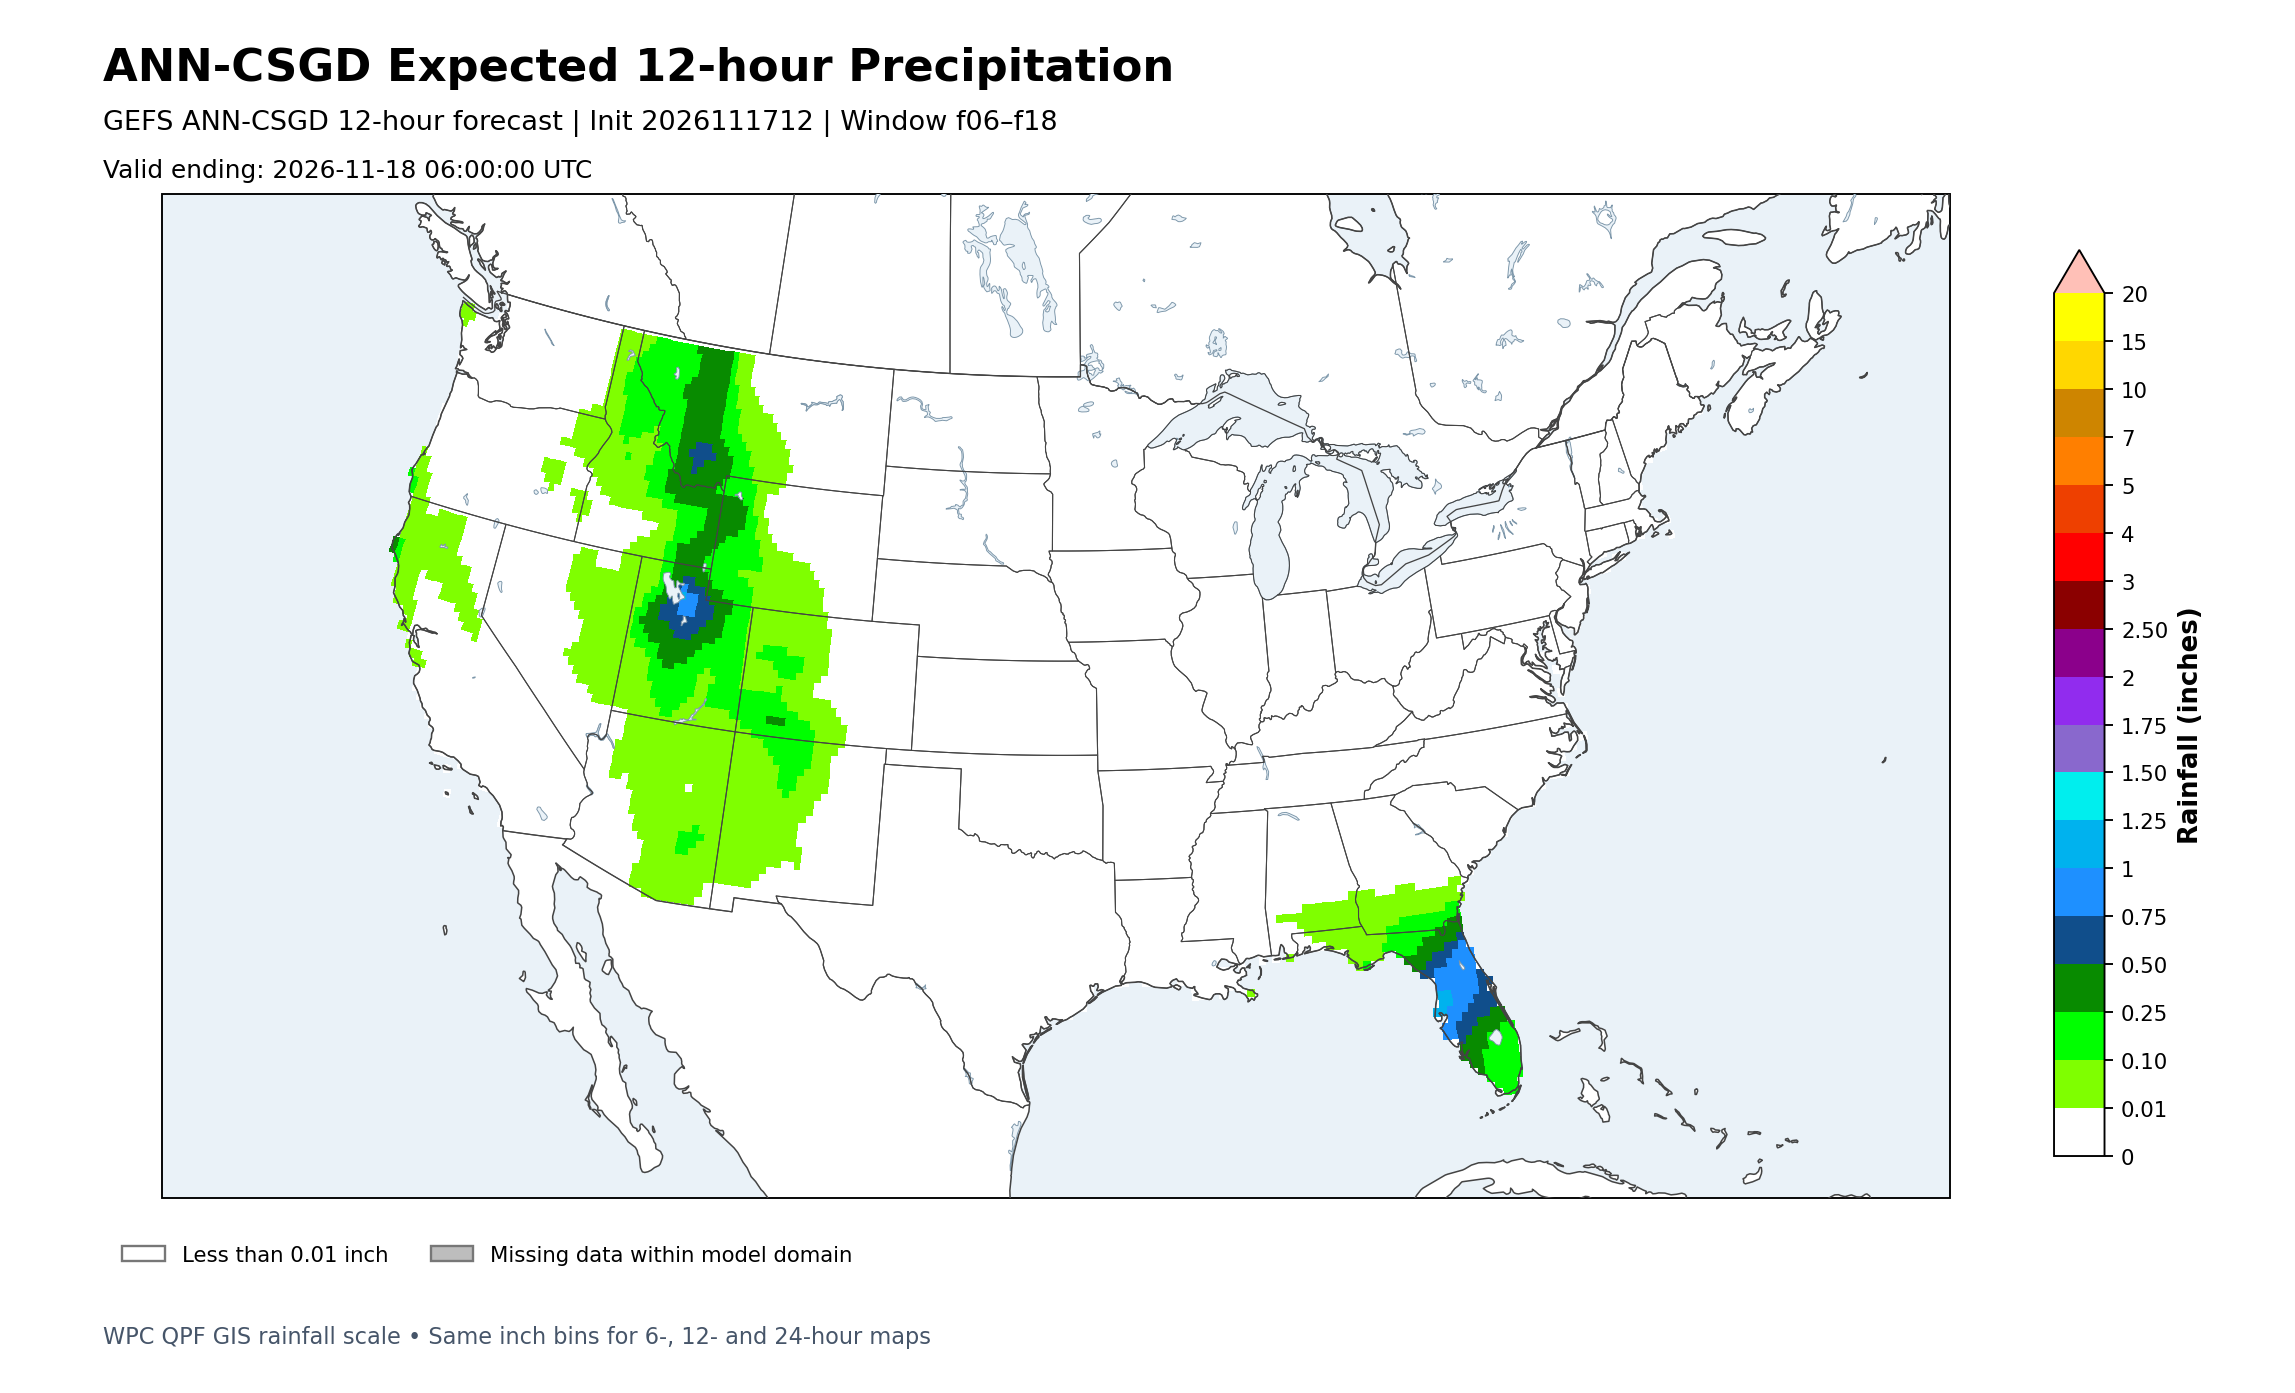 ANN-CSGD Expected 12-hour Precipitation
GEFS ANN-CSGD 12-hour forecast | Init 2026111712 | Window f06–f18
Valid ending: 2026-11-18 06:00:00 UTC
20
15
10
7
5
4
3
2.50
2
1.75
1.50
1.25
1
0.75
0.50
0.25
0.10
0.01
0
Rainfall (inches)
Less than 0.01 inch
Missing data within model domain
WPC QPF GIS rainfall scale • Same inch bins for 6-, 12- and 24-hour maps